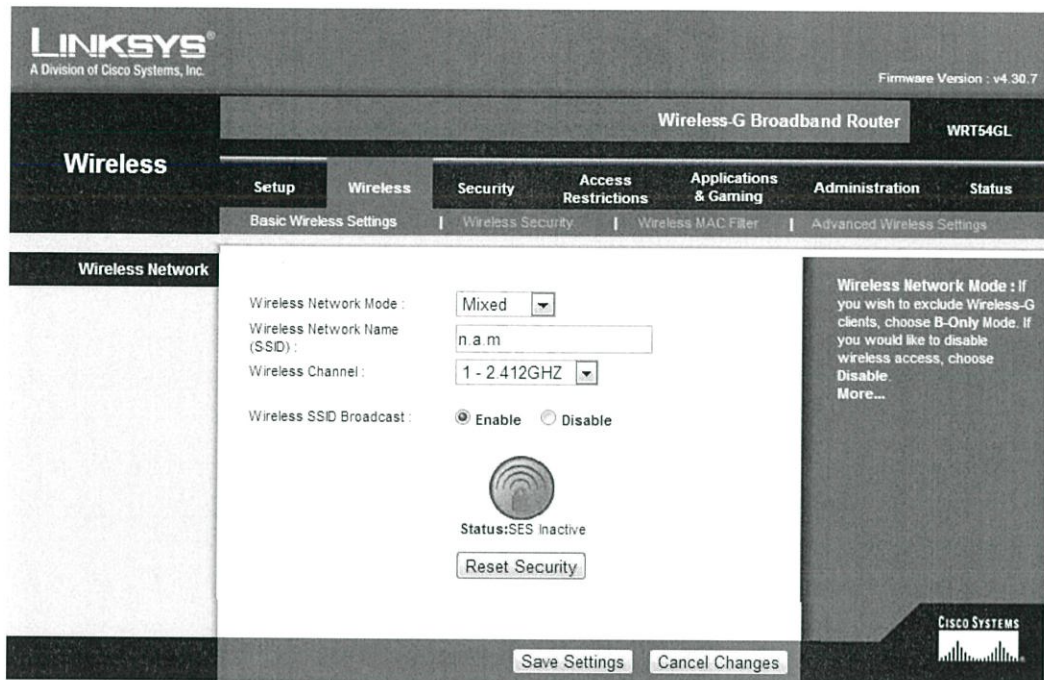 LINKSYS®
A Division of Cisco Systems, Inc.
Firmware Version : v4.30.7
Wireless-G Broadband Router
WRT54GL
Wireless
Setup
Wireless
Security
Access Restrictions
Applications & Gaming
Administration
Status
Basic Wireless Settings | Wireless Security | Wireless MAC Filter | Advanced Wireless Settings
Wireless Network
Wireless Network Mode :
Mixed
Wireless Network Name
(SSID) :
n.a.m
Wireless Channel :
1 - 2.412GHZ
Wireless SSID Broadcast :
Enable
Disable
Status:SES Inactive
Reset Security
Wireless Network Mode : If
you wish to exclude Wireless-G
clients, choose B-Only Mode. If
you would like to disable
wireless access, choose
Disable.
More...
Save Settings
Cancel Changes
CISCO SYSTEMS